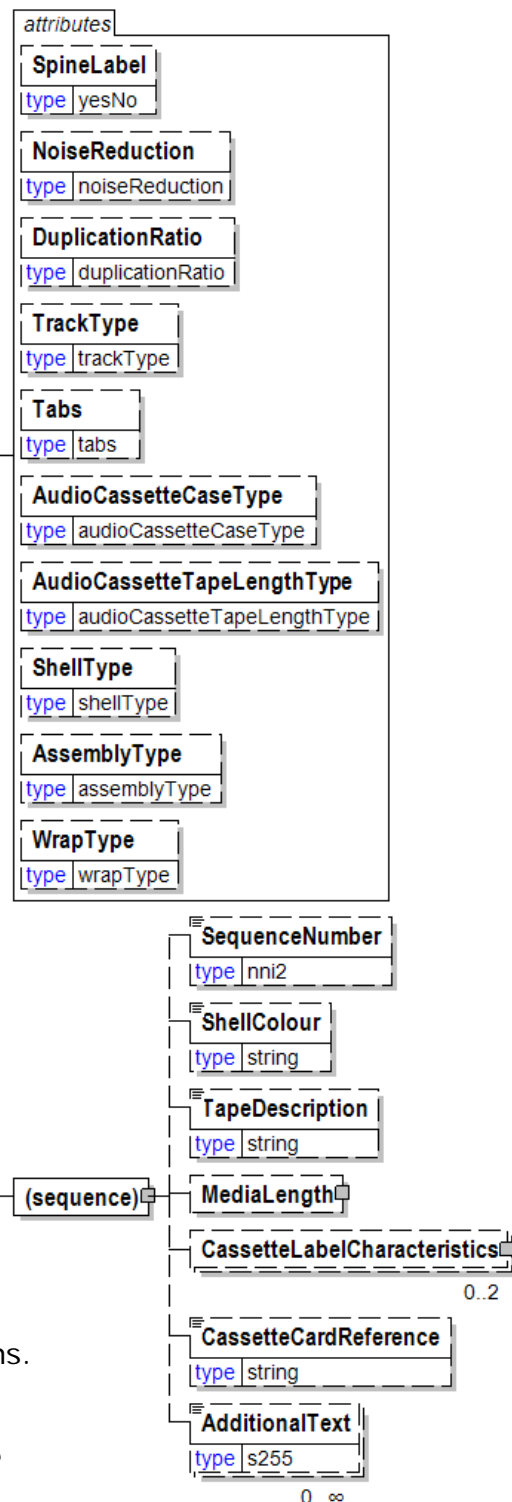 attributes
SpineLabel
type yesNo
NoiseReduction
type noiseReduction
DuplicationRatio
type duplicationRatio
TrackType
type trackType
Tabs
type tabs
AudioCassetteCaseType
type audioCassetteCaseType
AudioCassetteTapeLengthType
type audioCassetteTapeLengthType
ShellType
type shellType
AssemblyType
type assemblyType
WrapType
type wrapType
SequenceNumber
type nni2
ShellColour
type string
TapeDescription
type string
(sequence)
MediaLength
CassetteLabelCharacteristics
0..2
CassetteCardReference
type string
AdditionalText
type s255